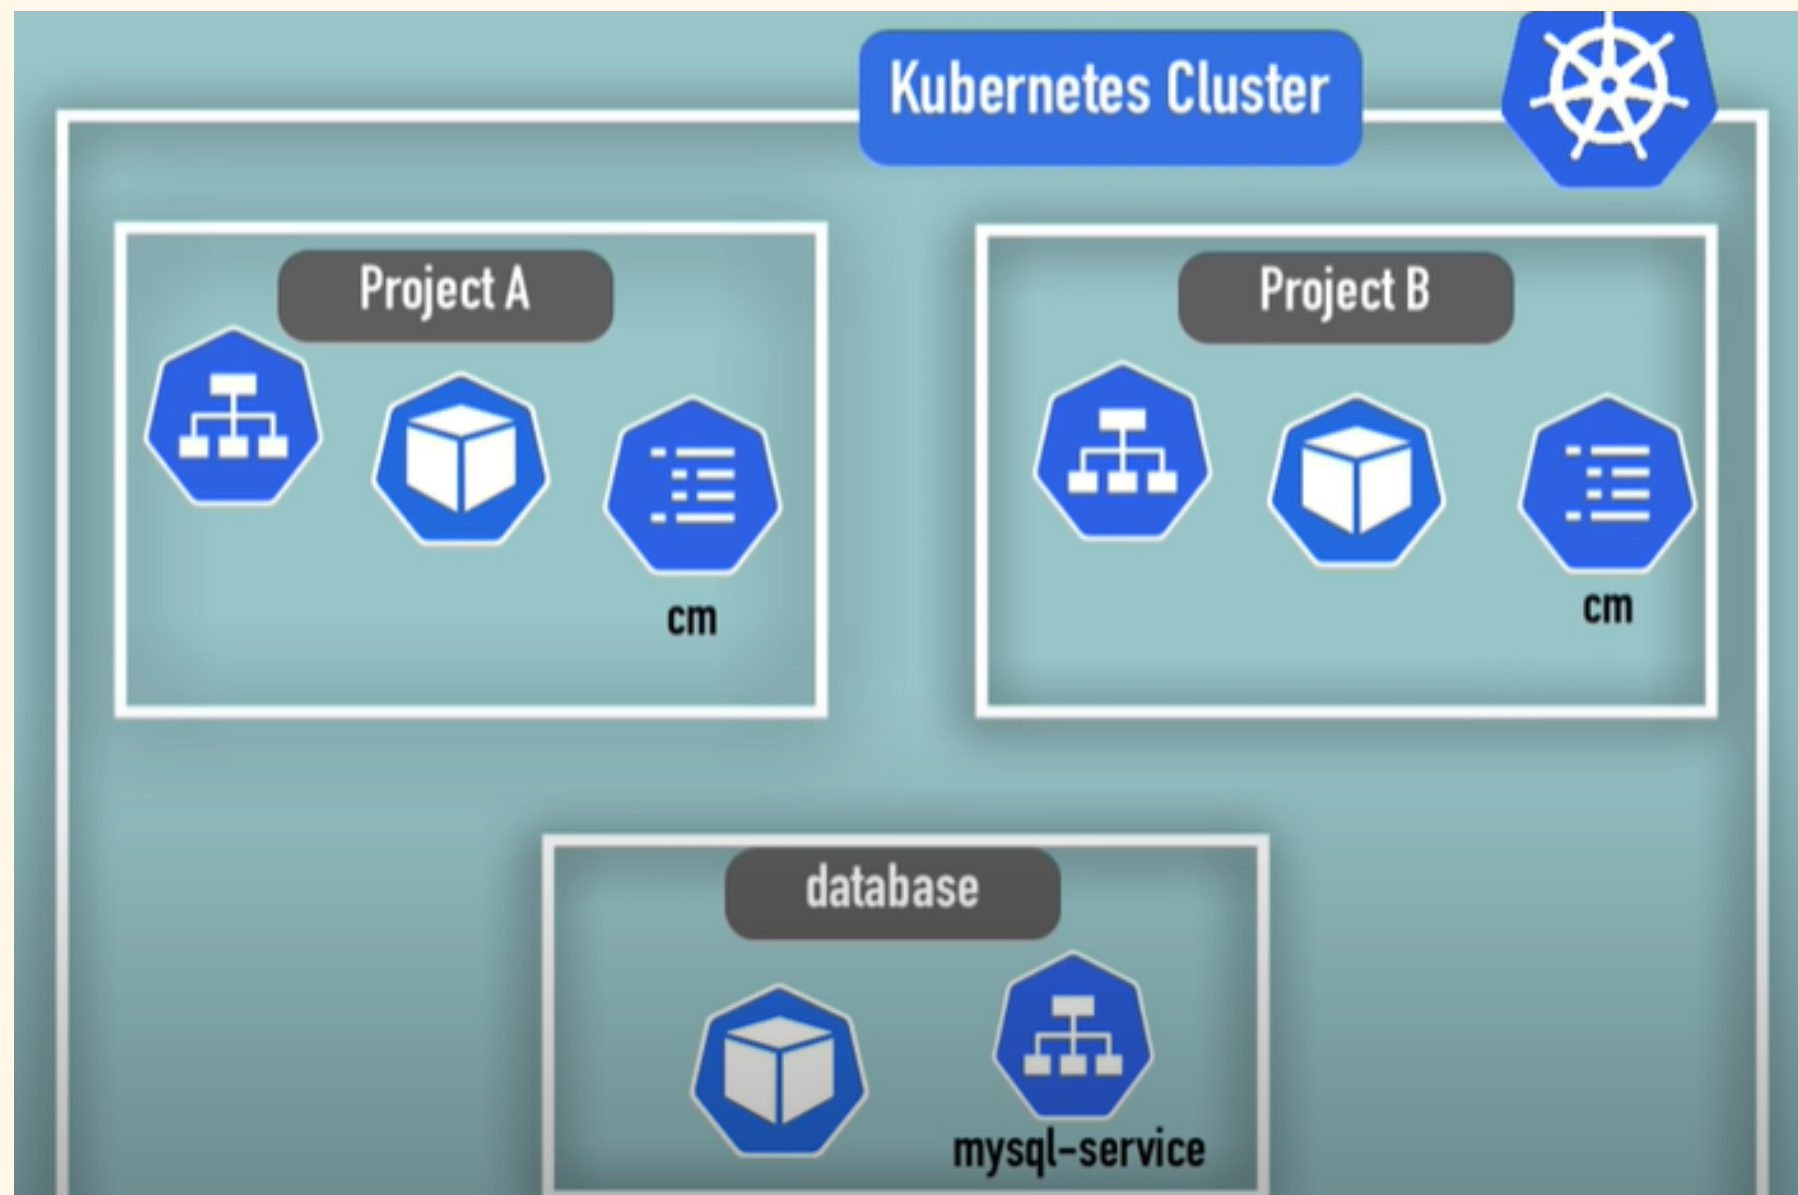 Kubernetes Cluster
Project A
cm
Project B
cm
database
mysql-service